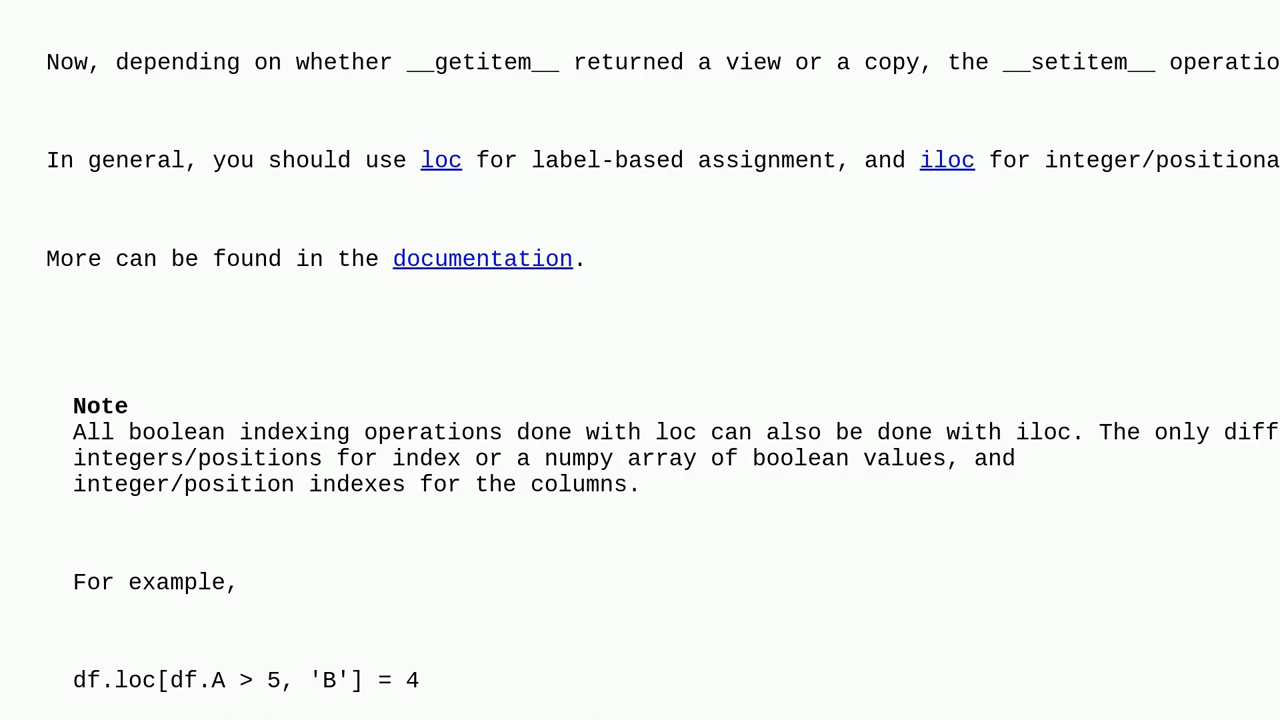 Now, depending on whether __getitem__ returned a view or a copy, the __setitem__ operatio
In general, you should use loc for label-based assignment, and iloc for integer/positiona
More can be found in the documentation.
Note
All boolean indexing operations done with loc can also be done with iloc. The only diff
integers/positions for index or a numpy array of boolean values, and
integer/position indexes for the columns.
For example,
df.loc[df.A > 5, 'B'] = 4